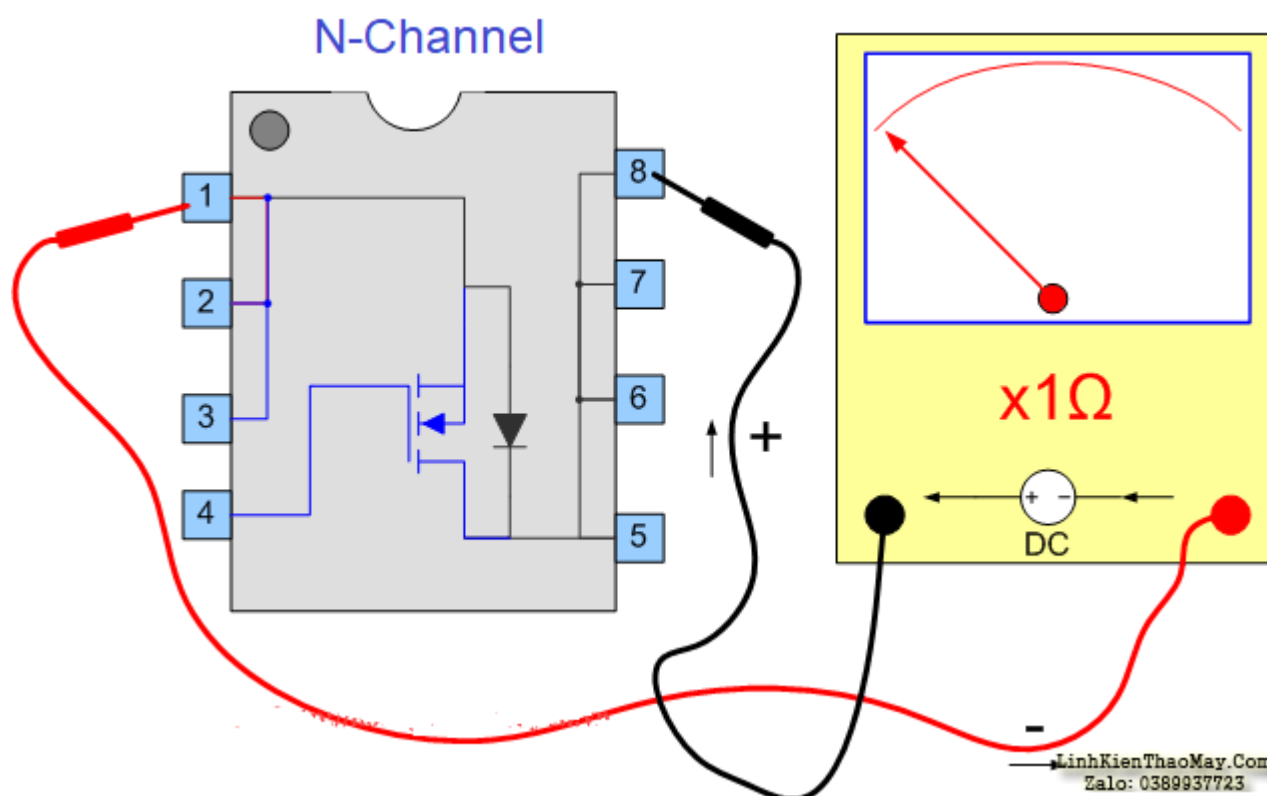 N-Channel
1
2
3
4
8
7
6
5
+
x1Ω
+ −
DC
-
LinhKienThaoMay.Com
Zalo: 0389937723